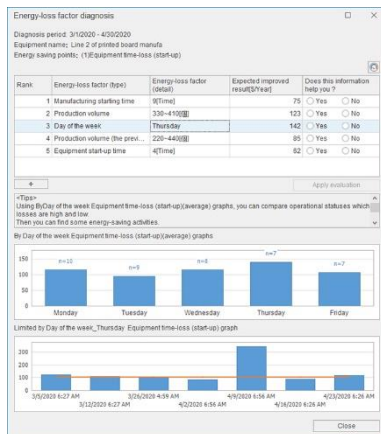 Energy-loss factor diagnosis
Diagnosis period: 3/1/2020 - 4/30/2020
Equipment name: Line 2 of printed board manufa
Energy saving points: (1)Equipment time-loss (start-up)
Rank Energy-loss factor (type) Energy-loss factor (detail) Expected improved result[$/Year] Does this information help you ?
1 Manufacturing starting time 9[Time] 75 Yes No
2 Production volume 330~410[個] 123 Yes No
3 Day of the week Thursday 142 Yes No
4 Production volume (the previ... 220~440[個] 85 Yes No
5 Equipment start-up time 4[Time] 62 Yes No
+ Apply evaluation
<Tips>
Using ByDay of the week Equipment time-loss (start-up)(average) graphs, you can compare operational statuses which
losses are high and low.
Then you can find some energy-saving activities.
By Day of the week Equipment time-loss (start-up)(average) graphs
150
100
50
0
n=10
n=9
n=8
n=7
n=7
Monday Tuesday Wednesday Thursday Friday
Limited by Day of the week_Thursday Equipment time-loss (start-up) graph
300
200
100
0
3/5/2020 6:27 AM 3/26/2020 4:59 AM 4/9/2020 6:56 AM 4/23/2020 6:26 AM
3/12/2020 6:27 AM 4/2/2020 6:56 AM 4/16/2020 6:26 AM
Close